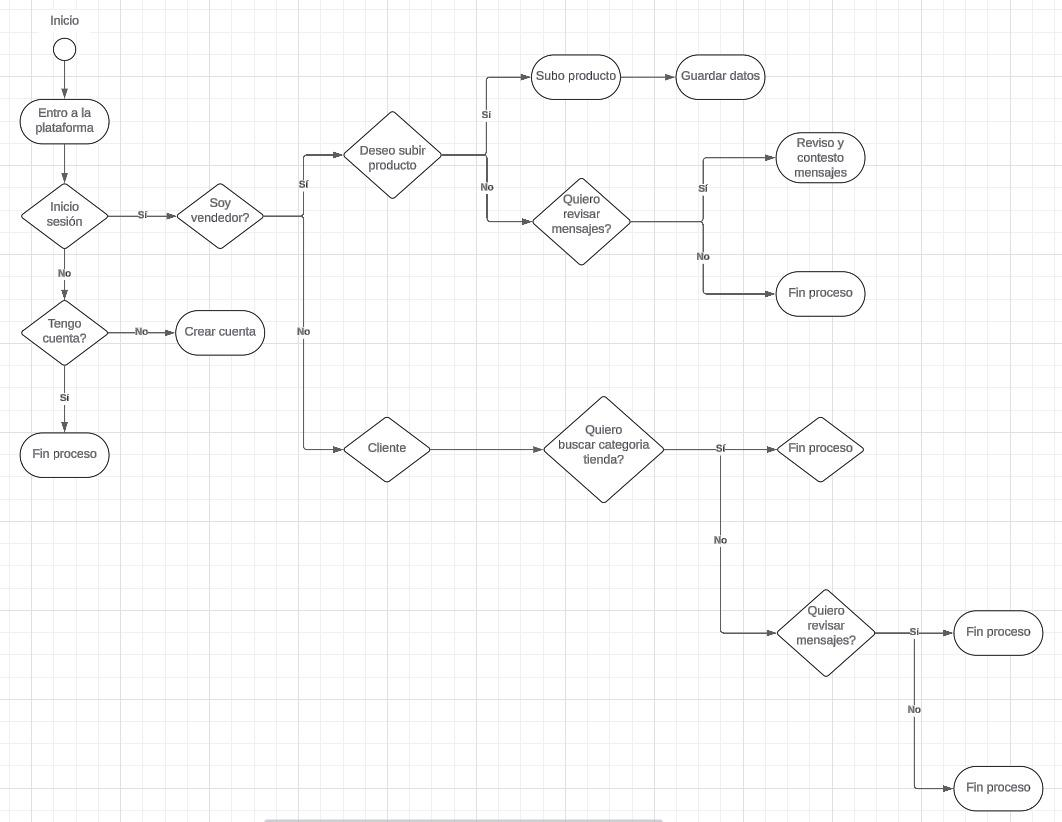 Inicio
Entro a la
plataforma
Inicio
sesión
Sí
Soy
vendedor?
No
Tengo
cuenta?
No
Crear cuenta
Sí
Fin proceso
Sí
Deseo subir
producto
Sí
Subo producto
Guardar datos
No
Quiero
revisar
mensajes?
Sí
Reviso y
contesto
mensajes
No
Fin proceso
No
Cliente
Quiero
buscar categoria
tienda?
Sí
Fin proceso
No
Quiero
revisar
mensajes?
Sí
Fin proceso
No
Fin proceso